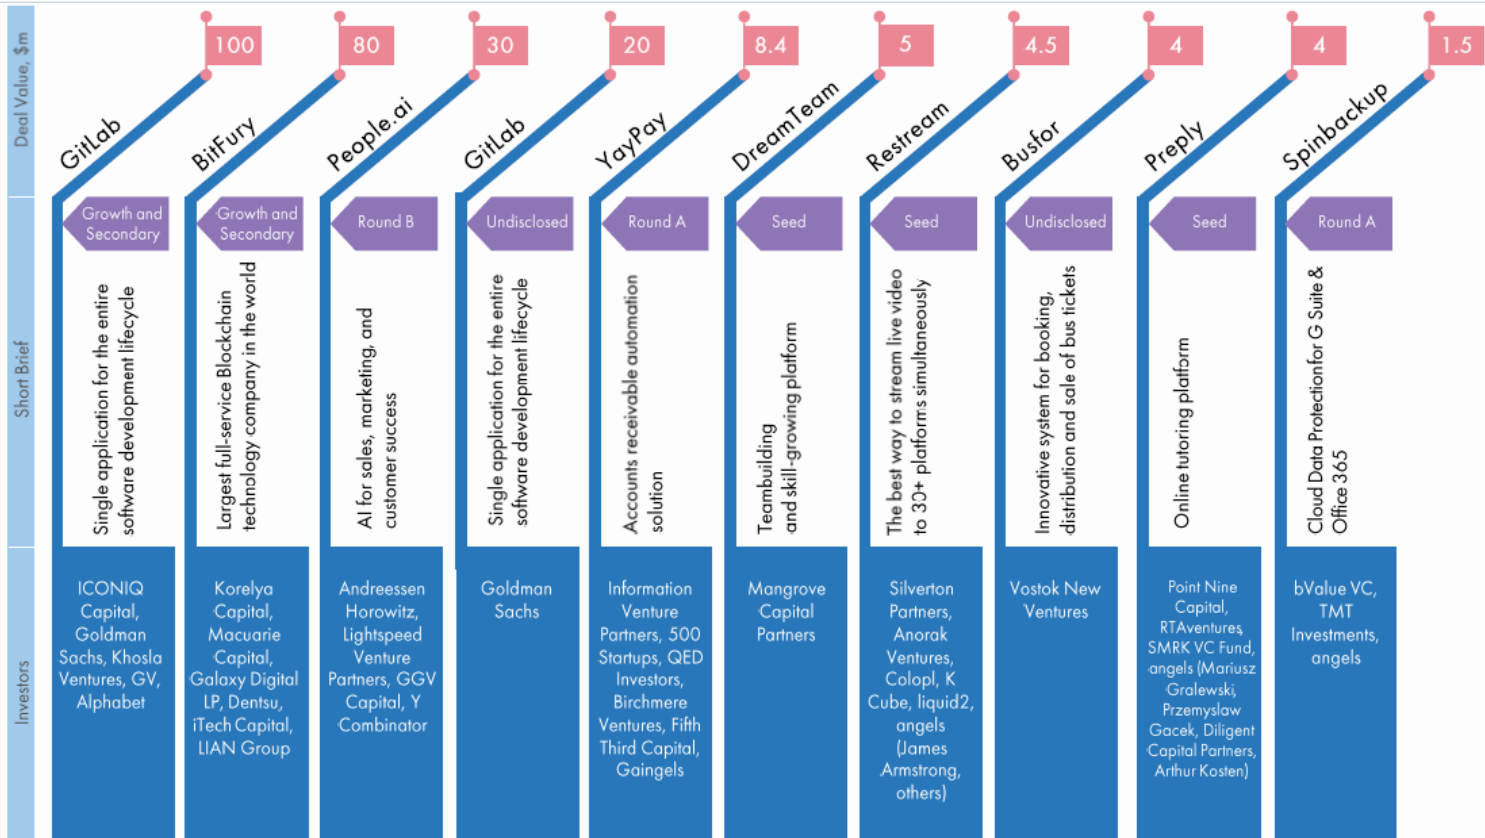 Deal Value, $m
100
80
30
20
8.4
5
4.5
4
4
1.5
GitLab
BitFury
People.ai
GitLab
YayPay
DreamTeam
Restream
Busfor
Preply
Spinbackup
Short Brief
Growth and
Secondary
Growth and
Secondary
Round B
Undisclosed
Round A
Seed
Seed
Undisclosed
Seed
Round A
Single application for the entire
software development lifecycle
Largest full-service Blockchain
technology company in the world
AI for sales, marketing, and
customer success
Single application for the entire
software development lifecycle
Accounts receivable automation
solution
Teambuilding
and skill-growing platform
The best way to stream live video
to 30+ platforms simultaneously
Innovative system for booking,
distribution and sale of bus tickets
Online tutoring platform
Cloud Data Protectionfor G Suite &
Office 365
Investors
ICONIQ
Capital,
Goldman
Sachs, Khosla
Ventures, GV,
Alphabet
Korelya
Capital,
Macuarie
Capital,
Galaxy Digital
LP, Dentsu,
iTech Capital,
LIAN Group
Andreessen
Horowitz,
Lightspeed
Venture
Partners, GGV
Capital, Y
Combinator
Goldman
Sachs
Information
Venture
Partners, 500
Startups, QED
Investors,
Birchmere
Ventures, Fifth
Third Capital,
Gaingels
Mangrove
Capital
Partners
Silverton
Partners,
Anorak
Ventures,
Colopl, K
Cube, liquid2,
angels
(James
Armstrong,
others)
Vostok New
Ventures
Point Nine
Capital,
RTAventures,
SMRK VC Fund,
angels (Mariusz
Gralewski,
Przemyslaw
Gacek, Diligent
Capital Partners,
Arthur Kosten)
bValue VC,
TMT
Investments,
angels